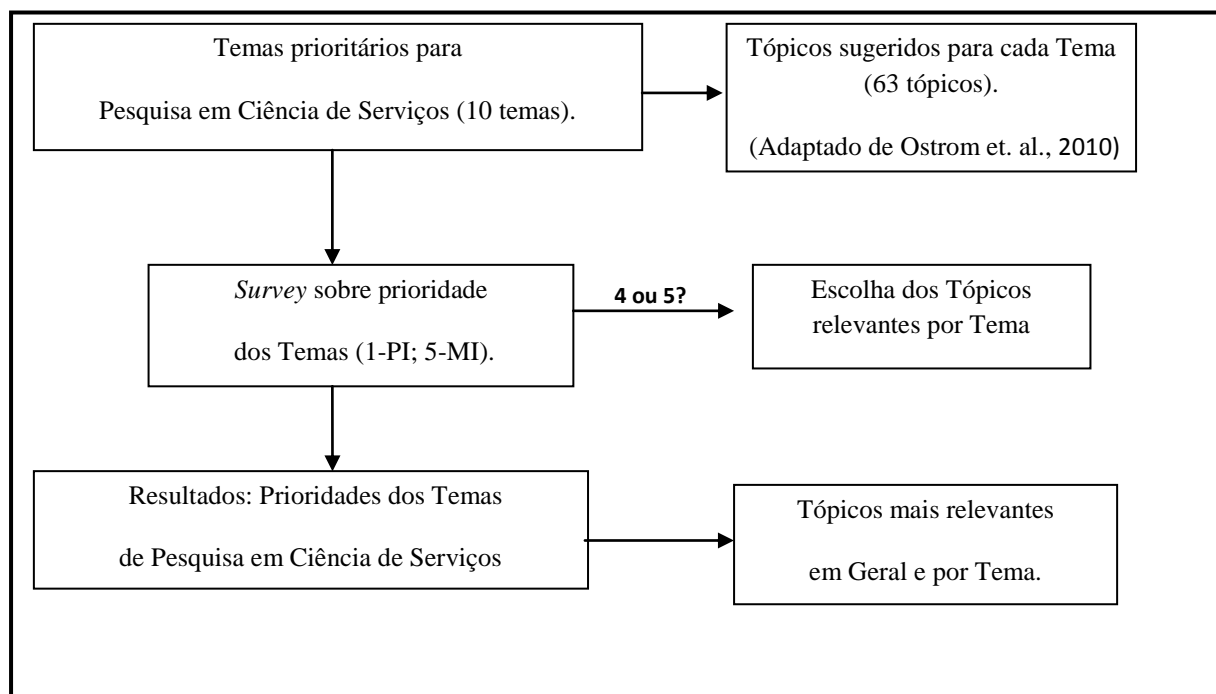 Temas prioritários para
Pesquisa em Ciência de Serviços (10 temas).
Tópicos sugeridos para cada Tema
(63 tópicos).
(Adaptado de Ostrom et. al., 2010)
Survey sobre prioridade
dos Temas (1-PI; 5-MI).
4 ou 5?
Escolha dos Tópicos
relevantes por Tema
Resultados: Prioridades dos Temas
de Pesquisa em Ciência de Serviços
Tópicos mais relevantes
em Geral e por Tema.